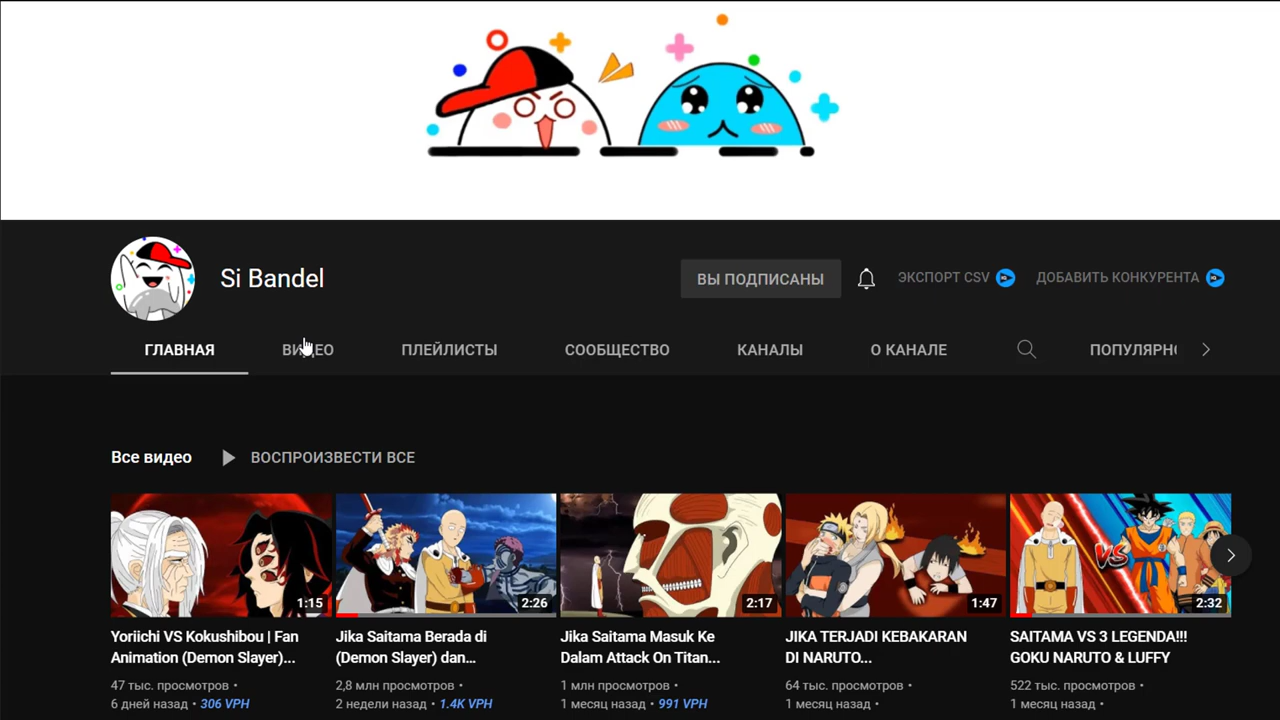 Si Bandel
ВЫ ПОДПИСАНЫ
ЭКСПОРТ CSV
ДОБАВИТЬ КОНКУРЕНТА
ГЛАВНАЯ
ВИДЕО
ПЛЕЙЛИСТЫ
СООБЩЕСТВО
КАНАЛЫ
О КАНАЛЕ
ПОПУЛЯРНО
Все видео
ВОСПРОИЗВЕСТИ ВСЕ
1:15
Yoriichi VS Kokushibou | Fan
Animation (Demon Slayer)...
47 тыс. просмотров •
6 дней назад • 306 VPH
2:26
Jika Saitama Berada di
(Demon Slayer) dan...
2,8 млн просмотров •
2 недели назад • 1.4K VPH
2:17
Jika Saitama Masuk Ke
Dalam Attack On Titan...
1 млн просмотров •
1 месяц назад • 991 VPH
1:47
JIKA TERJADI KEBAKARAN
DI NARUTO...
64 тыс. просмотров •
1 месяц назад •
VS
2:32
SAITAMA VS 3 LEGENDA!!!
GOKU NARUTO & LUFFY
522 тыс. просмотров •
1 месяц назад •